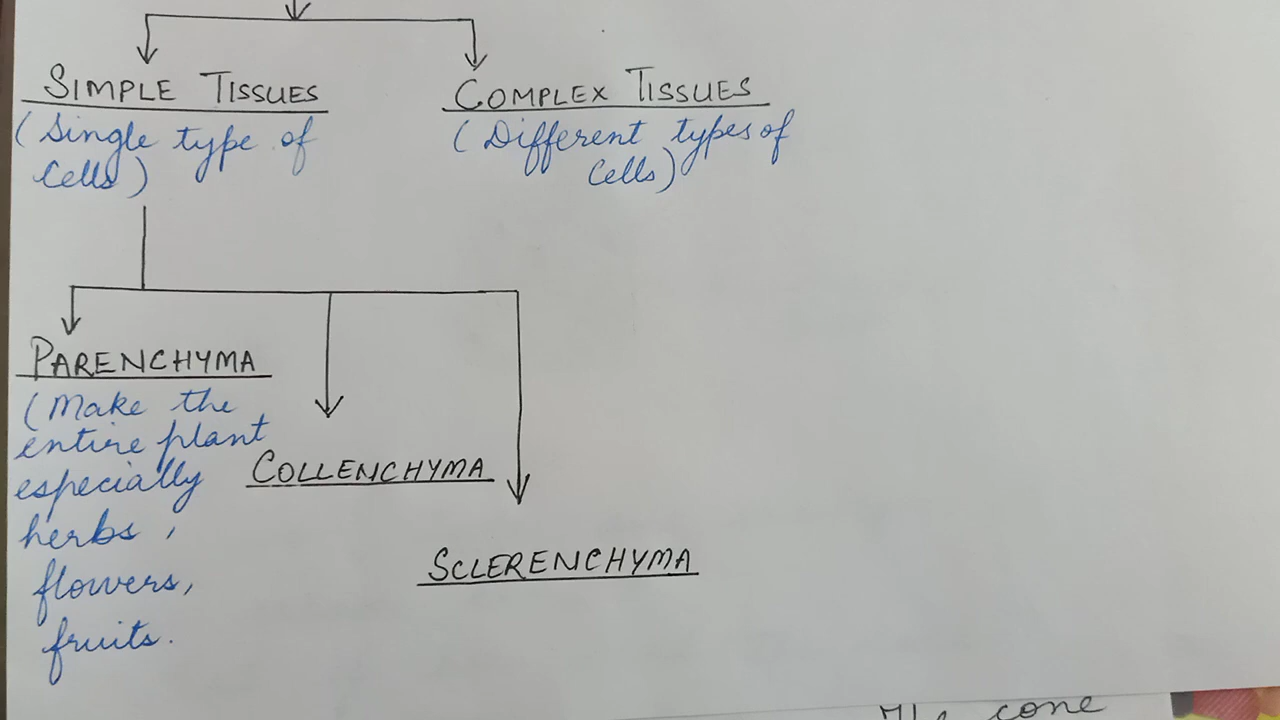 SIMPLE TISSUES
(Single type of
Cells)
COMPLEX TISSUES
(Different types of
Cells)
PARENCHYMA
(Make the
entire plant
especially
herbs,
flowers,
fruits.
COLLENCHYMA
SCLERENCHYMA
cone